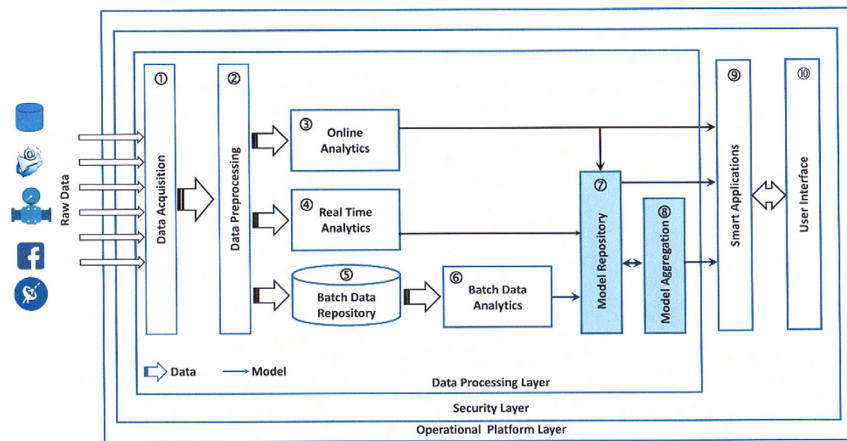 Raw Data
①
Data Acquisition
②
Data Preprocessing
③
Online
Analytics
④
Real Time
Analytics
⑤
Batch Data
Repository
⑥
Batch Data
Analytics
⑦
Model Repository
⑧
Model Aggregation
⑨
Smart Applications
⑩
User Interface
Data
Model
Data Processing Layer
Security Layer
Operational Platform Layer
@
f